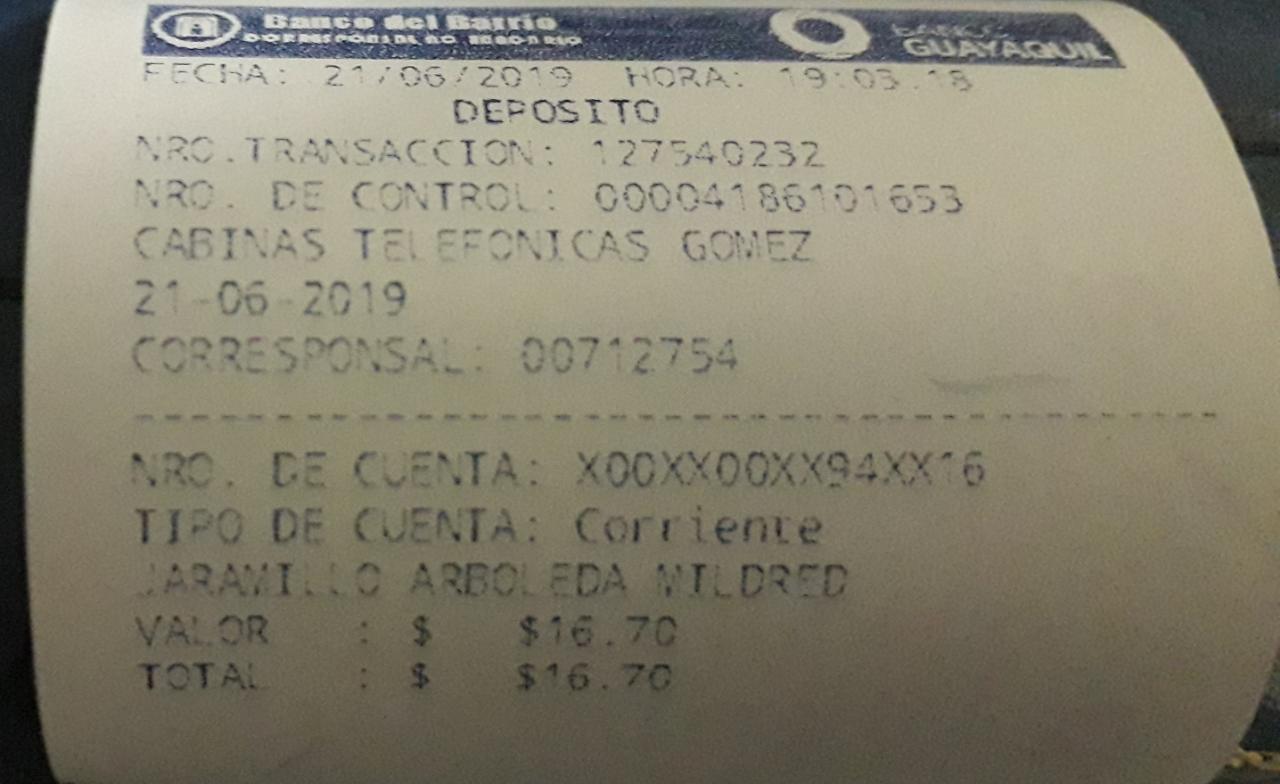 Banco del Barrio
BANCO
GUAYAQUIL
FECHA: 21/06/2019 HORA: 19:03:18
DEPOSITO
NRO.TRANSACCION: 127540232
NRO. DE CONTROL: 00004186101653
CABINAS TELEFONICAS GOMEZ
21-06-2019
CORRESPONSAL: 00712754
NRO. DE CUENTA: X00XX00XX94XX16
TIPO DE CUENTA: Corriente
JARAMILLO ARBOLEDA MILDRED
VALOR : $ $16.70
TOTAL : $ $16.70